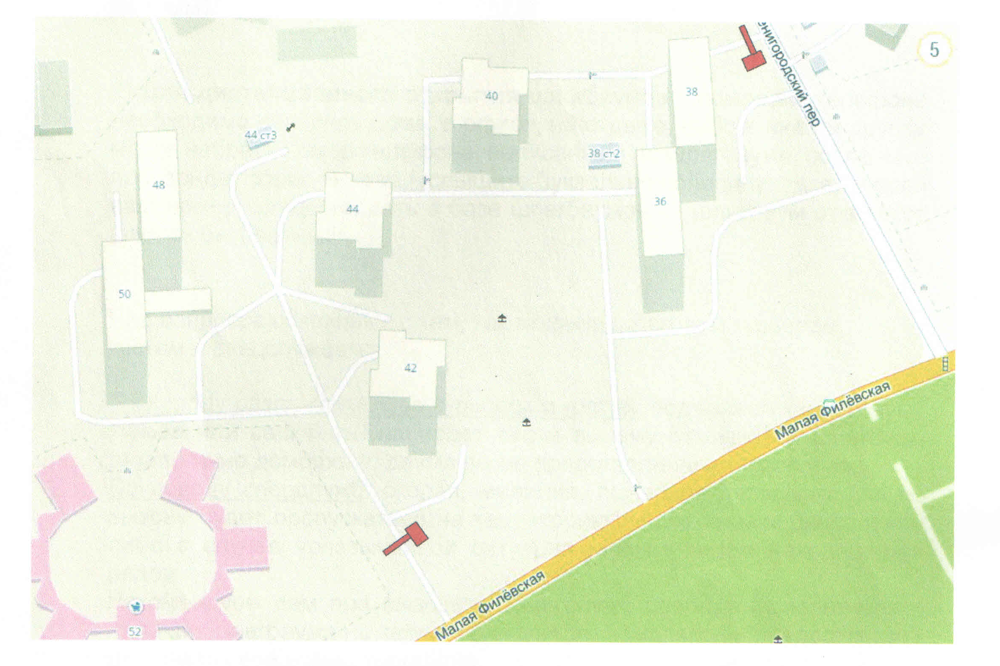 енигородский пер
5
40
38
44 ст3
38 ст2
48
44
36
50
42
Малая Филёвская
Малая Филёвская
52